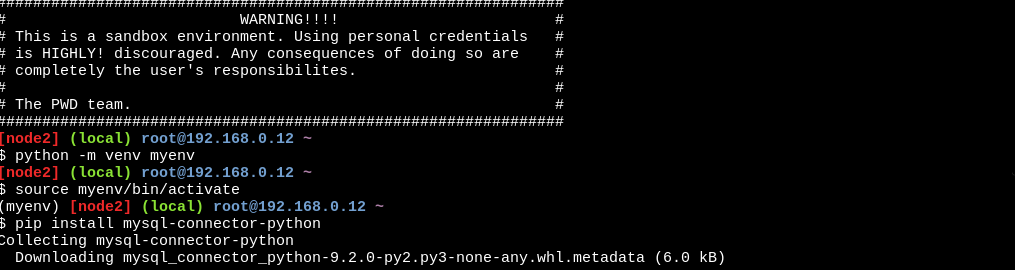 ###############################################################
#                          WARNING!!!!                        #
# This is a sandbox environment. Using personal credentials   #
# is HIGHLY! discouraged. Any consequences of doing so are    #
# completely the user's responsibilites.                      #
#                                                             #
# The PWD team.                                               #
###############################################################
[node2] (local) root@192.168.0.12 ~
$ python -m venv myenv
[node2] (local) root@192.168.0.12 ~
$ source myenv/bin/activate
(myenv) [node2] (local) root@192.168.0.12 ~
$ pip install mysql-connector-python
Collecting mysql-connector-python
  Downloading mysql_connector_python-9.2.0-py2.py3-none-any.whl.metadata (6.0 kB)